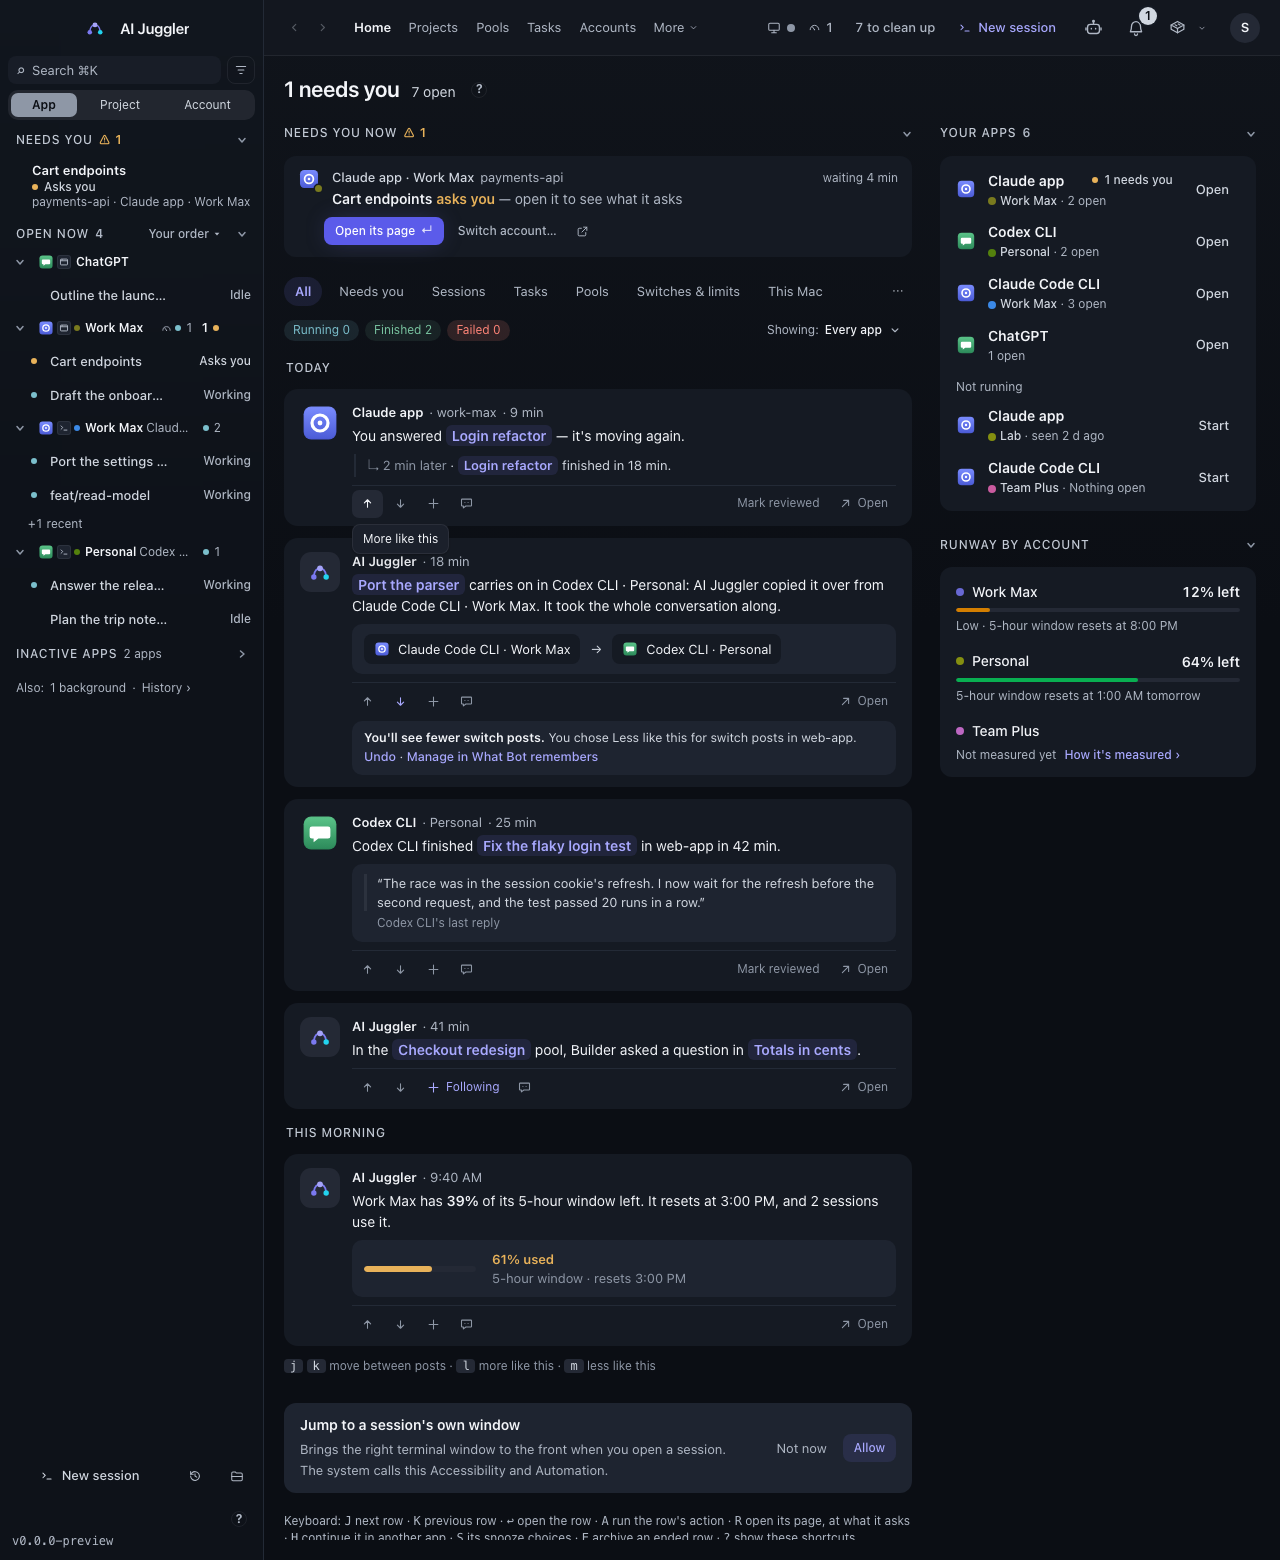 AI Juggler
Search ⌘K
App Project Account
NEEDS YOU 1
Cart endpoints
Asks you
payments-api · Claude app · Work Max
OPEN NOW 4 Your order
ChatGPT
Outline the launc... Idle
Work Max 1 1
Cart endpoints Asks you
Draft the onboar... Working
Work Max Claud... 2
Port the settings ... Working
feat/read-model Working
+1 recent
Personal Codex ... 1
Answer the relea... Working
Plan the trip note... Idle
INACTIVE APPS 2 apps
Also: 1 background · History ›
New session
?
v0.0.0-preview
Home Projects Pools Tasks Accounts More 1 7 to clean up New session 1 S
1 needs you 7 open ?
NEEDS YOU NOW 1
Claude app · Work Max payments-api waiting 4 min
Cart endpoints asks you — open it to see what it asks
Open its page ↵ Switch account...
All Needs you Sessions Tasks Pools Switches & limits This Mac ...
Running 0 Finished 2 Failed 0 Showing: Every app
TODAY
Claude app · work-max · 9 min
You answered Login refactor — it's moving again.
2 min later · Login refactor finished in 18 min.
Mark reviewed Open
More like this
AI Juggler · 18 min
Port the parser carries on in Codex CLI · Personal: AI Juggler copied it over from
Claude Code CLI · Work Max. It took the whole conversation along.
Claude Code CLI · Work Max → Codex CLI · Personal
Open
You'll see fewer switch posts. You chose Less like this for switch posts in web-app.
Undo · Manage in What Bot remembers
Codex CLI · Personal · 25 min
Codex CLI finished Fix the flaky login test in web-app in 42 min.
“The race was in the session cookie's refresh. I now wait for the refresh before the
second request, and the test passed 20 runs in a row.”
Codex CLI's last reply
Mark reviewed Open
AI Juggler · 41 min
In the Checkout redesign pool, Builder asked a question in Totals in cents.
Following Open
THIS MORNING
AI Juggler · 9:40 AM
Work Max has 39% of its 5-hour window left. It resets at 3:00 PM, and 2 sessions
use it.
61% used
5-hour window · resets 3:00 PM
Open
j k move between posts · l more like this · m less like this
Jump to a session's own window
Brings the right terminal window to the front when you open a session.
The system calls this Accessibility and Automation.
Not now Allow
Keyboard: J next row · K previous row · ↩ open the row · A run the row's action · R open its page, at what it asks
· H continue it in another app · S its snooze choices · E archive an ended row · ? show these shortcuts
YOUR APPS 6
Claude app 1 needs you Open
Work Max · 2 open
Codex CLI Open
Personal · 2 open
Claude Code CLI Open
Work Max · 3 open
ChatGPT Open
1 open
Not running
Claude app Start
Lab · seen 2 d ago
Claude Code CLI Start
Team Plus · Nothing open
RUNWAY BY ACCOUNT
Work Max 12% left
Low · 5-hour window resets at 8:00 PM
Personal 64% left
5-hour window resets at 1:00 AM tomorrow
Team Plus
Not measured yet How it's measured ›